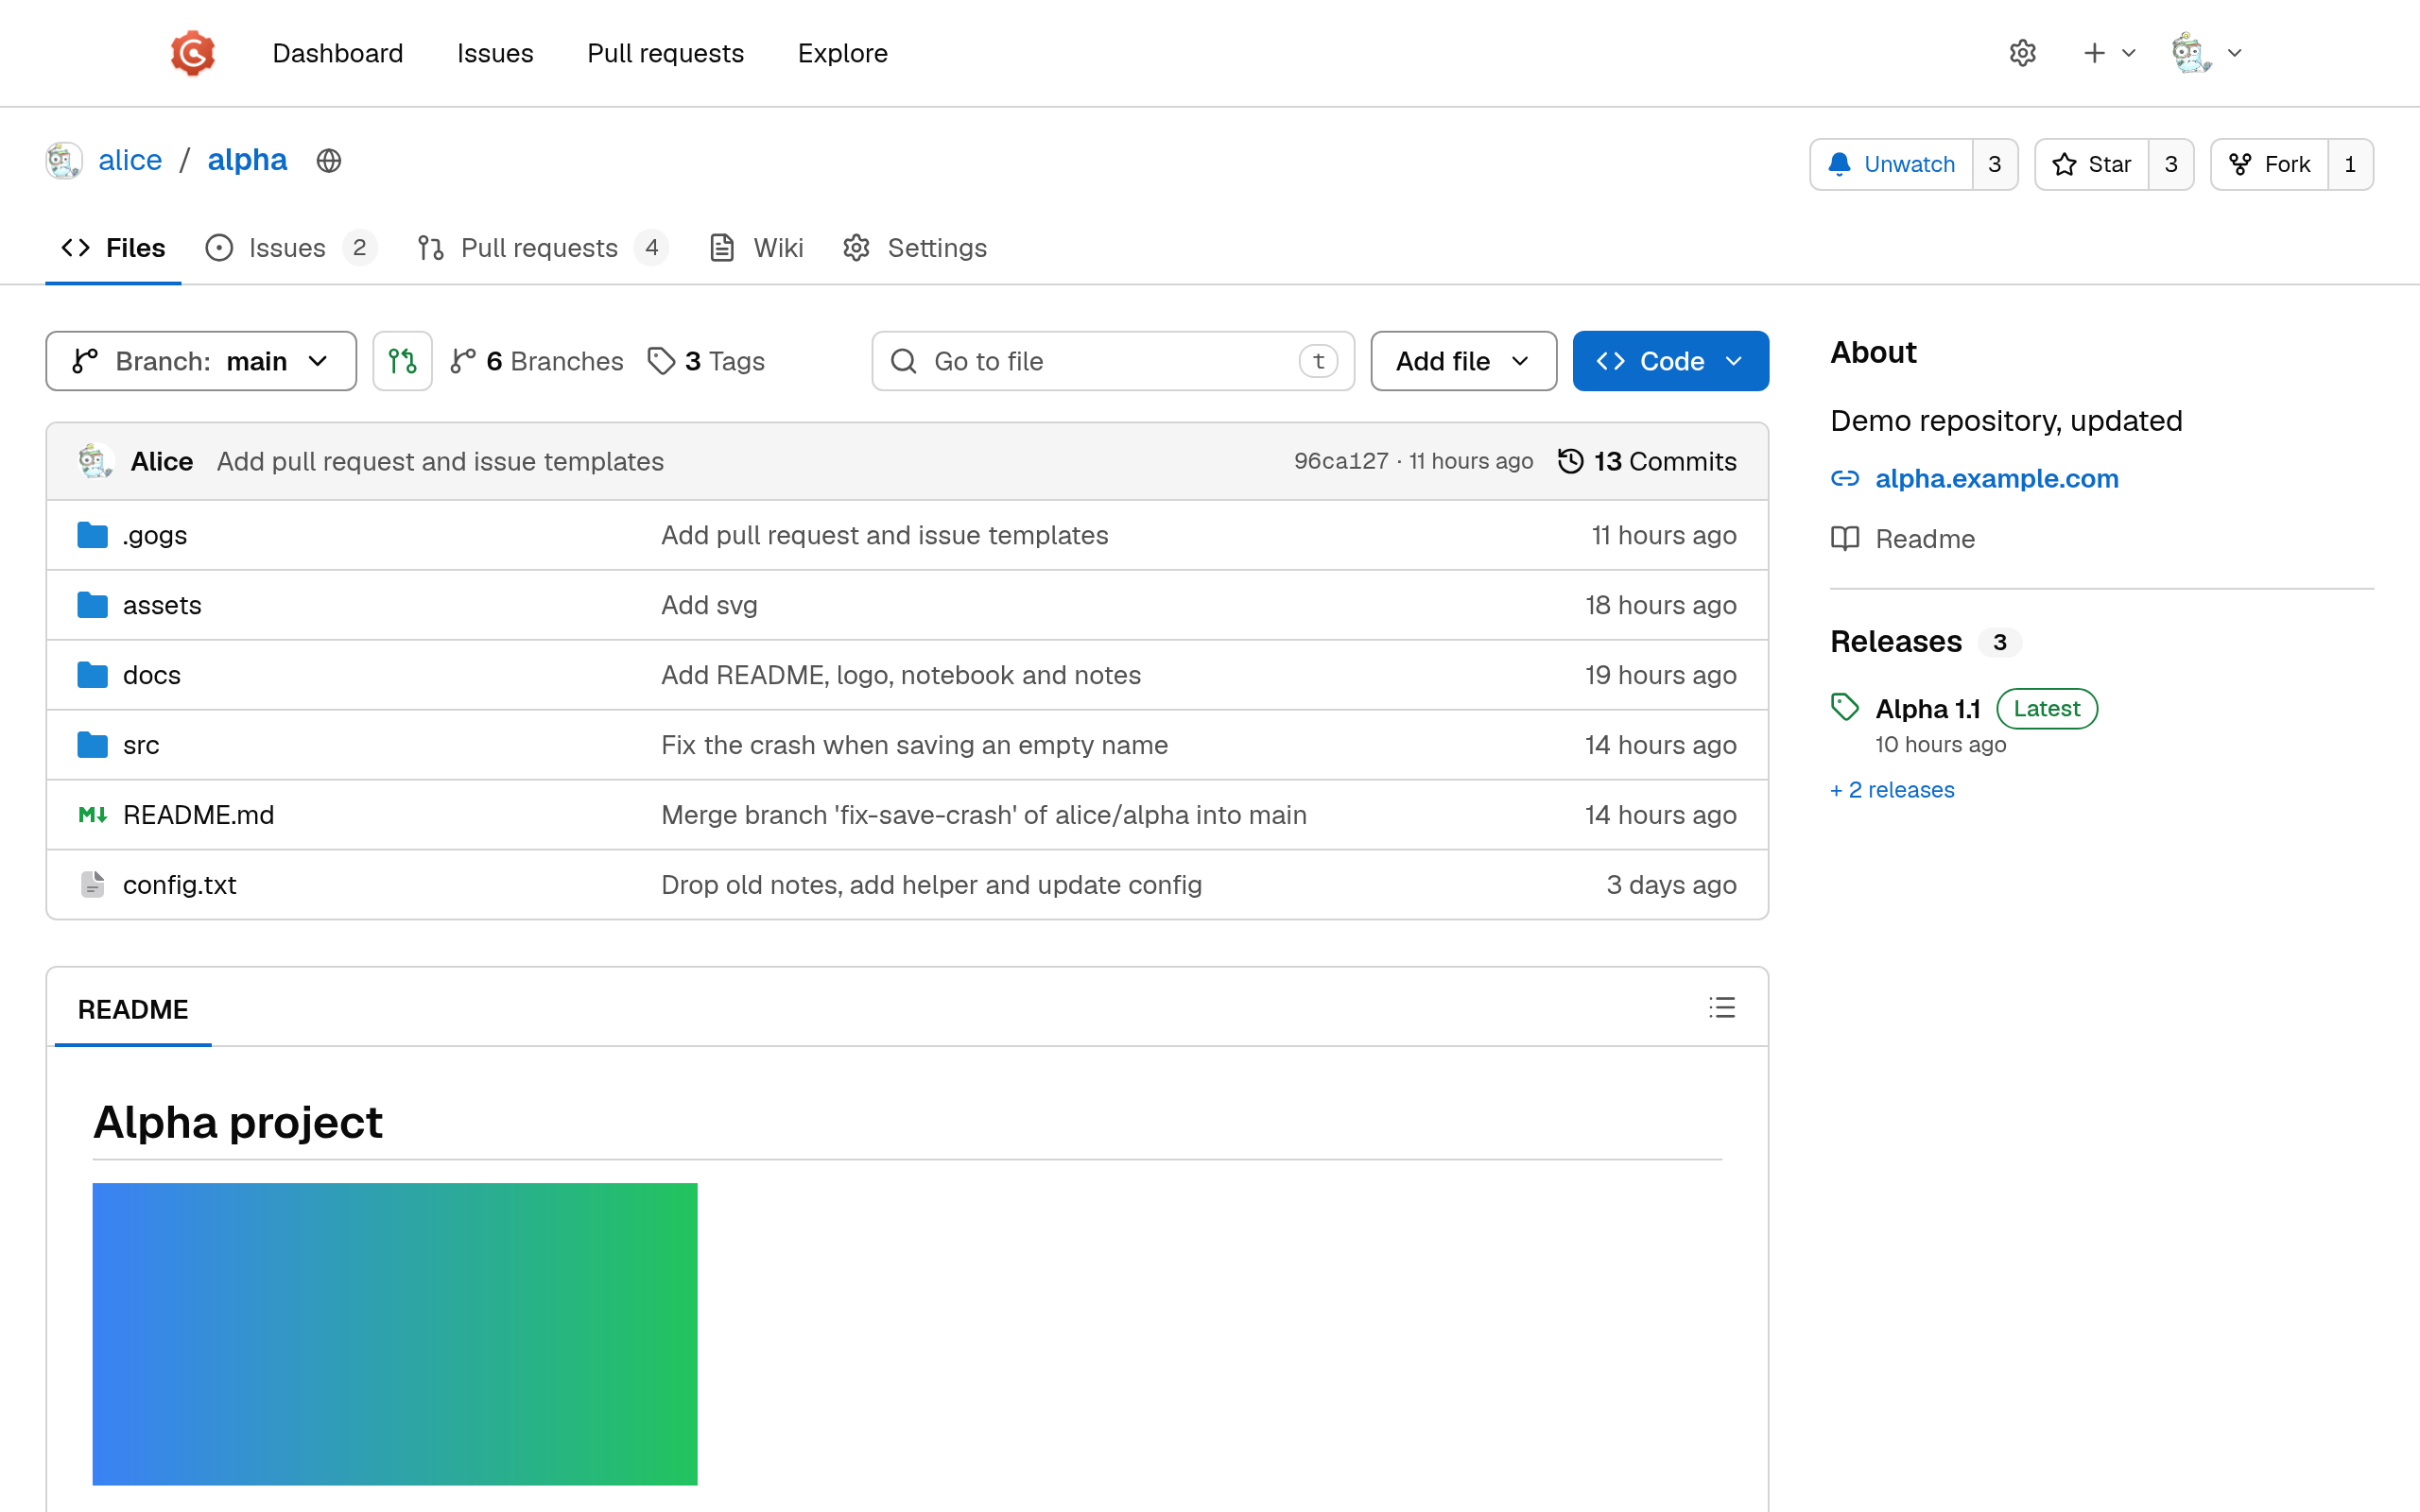 Dashboard Issues Pull requests Explore
alice / alpha
Unwatch 3 Star 3 Fork 1
Files Issues 2 Pull requests 4 Wiki Settings
Branch: main 6 Branches 3 Tags Go to file t Add file Code
Alice Add pull request and issue templates 96ca127 · 11 hours ago 13 Commits
.gogs Add pull request and issue templates 11 hours ago
assets Add svg 18 hours ago
docs Add README, logo, notebook and notes 19 hours ago
src Fix the crash when saving an empty name 14 hours ago
M README.md Merge branch 'fix-save-crash' of alice/alpha into main 14 hours ago
config.txt Drop old notes, add helper and update config 3 days ago
About
Demo repository, updated
alpha.example.com
Readme
Releases 3
Alpha 1.1 Latest
10 hours ago
+ 2 releases
README
Alpha project